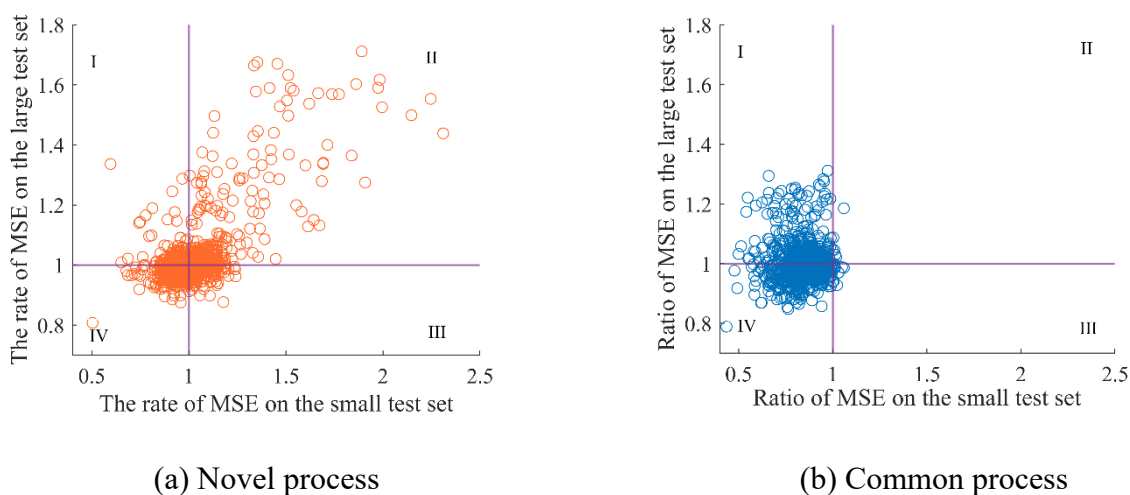 The rate of MSE on the large test set
1.8
1.6
1.4
1.2
1
0.8
I
II
III
IV
0.5
1
1.5
2
2.5
The rate of MSE on the small test set
(a) Novel process
Ratio of MSE on the large test set
1.8
1.6
1.4
1.2
1
0.8
I
II
III
IV
0.5
1
1.5
2
2.5
Ratio of MSE on the small test set
(b) Common process